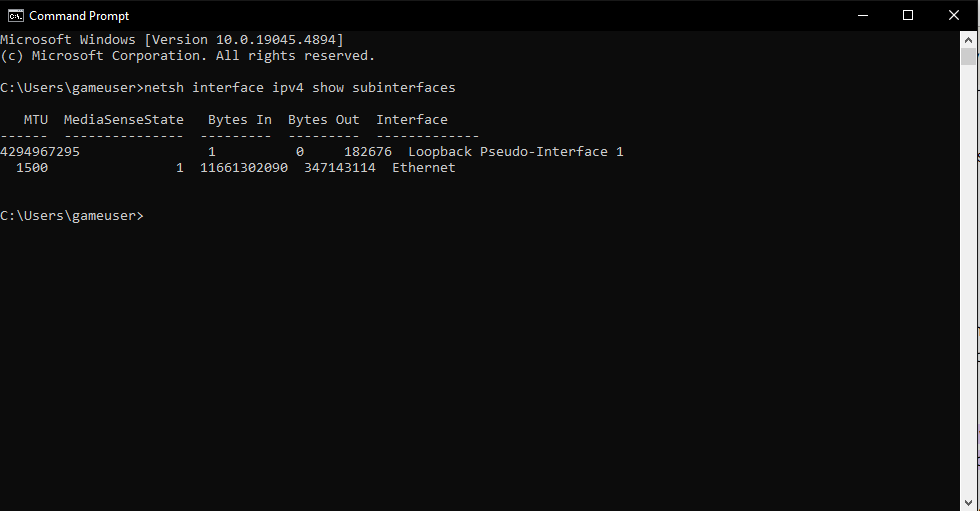 Command Prompt
Microsoft Windows [Version 10.0.19045.4894]
(c) Microsoft Corporation. All rights reserved.
C:\Users\gameuser>netsh interface ipv4 show subinterfaces
   MTU  MediaSenseState   Bytes In  Bytes Out  Interface
------  ---------------  ---------  ---------  -------------
4294967295                1          0     182676  Loopback Pseudo-Interface 1
  1500                1  11661302090  347143114  Ethernet
C:\Users\gameuser>